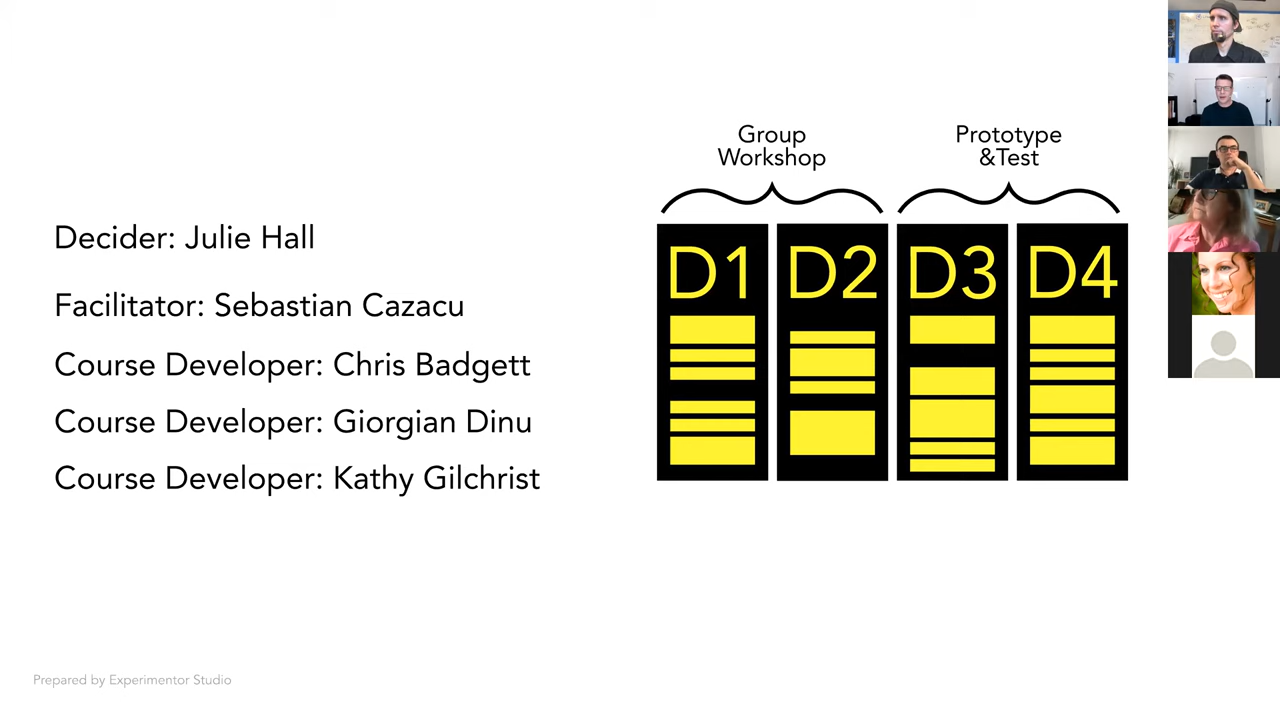 Decider: Julie Hall
Facilitator: Sebastian Cazacu
Course Developer: Chris Badgett
Course Developer: Giorgian Dinu
Course Developer: Kathy Gilchrist
Group
Workshop
Prototype
&Test
D1
D2
D3
D4
Prepared by Experimentor Studio